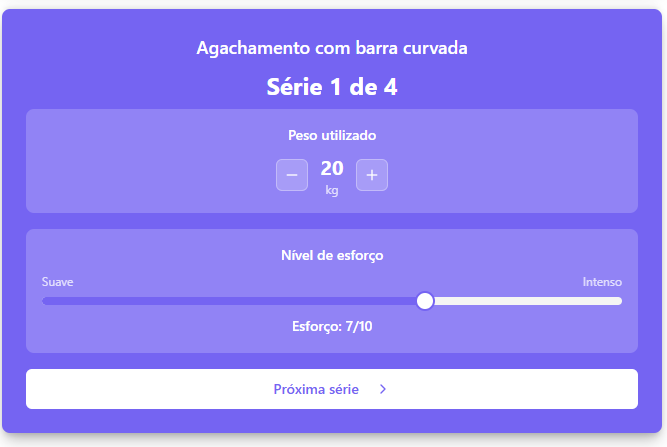 Agachamento com barra curvada
Série 1 de 4
Peso utilizado
− 20 +
kg
Nível de esforço
Suave Intenso
Esforço: 7/10
Próxima série >